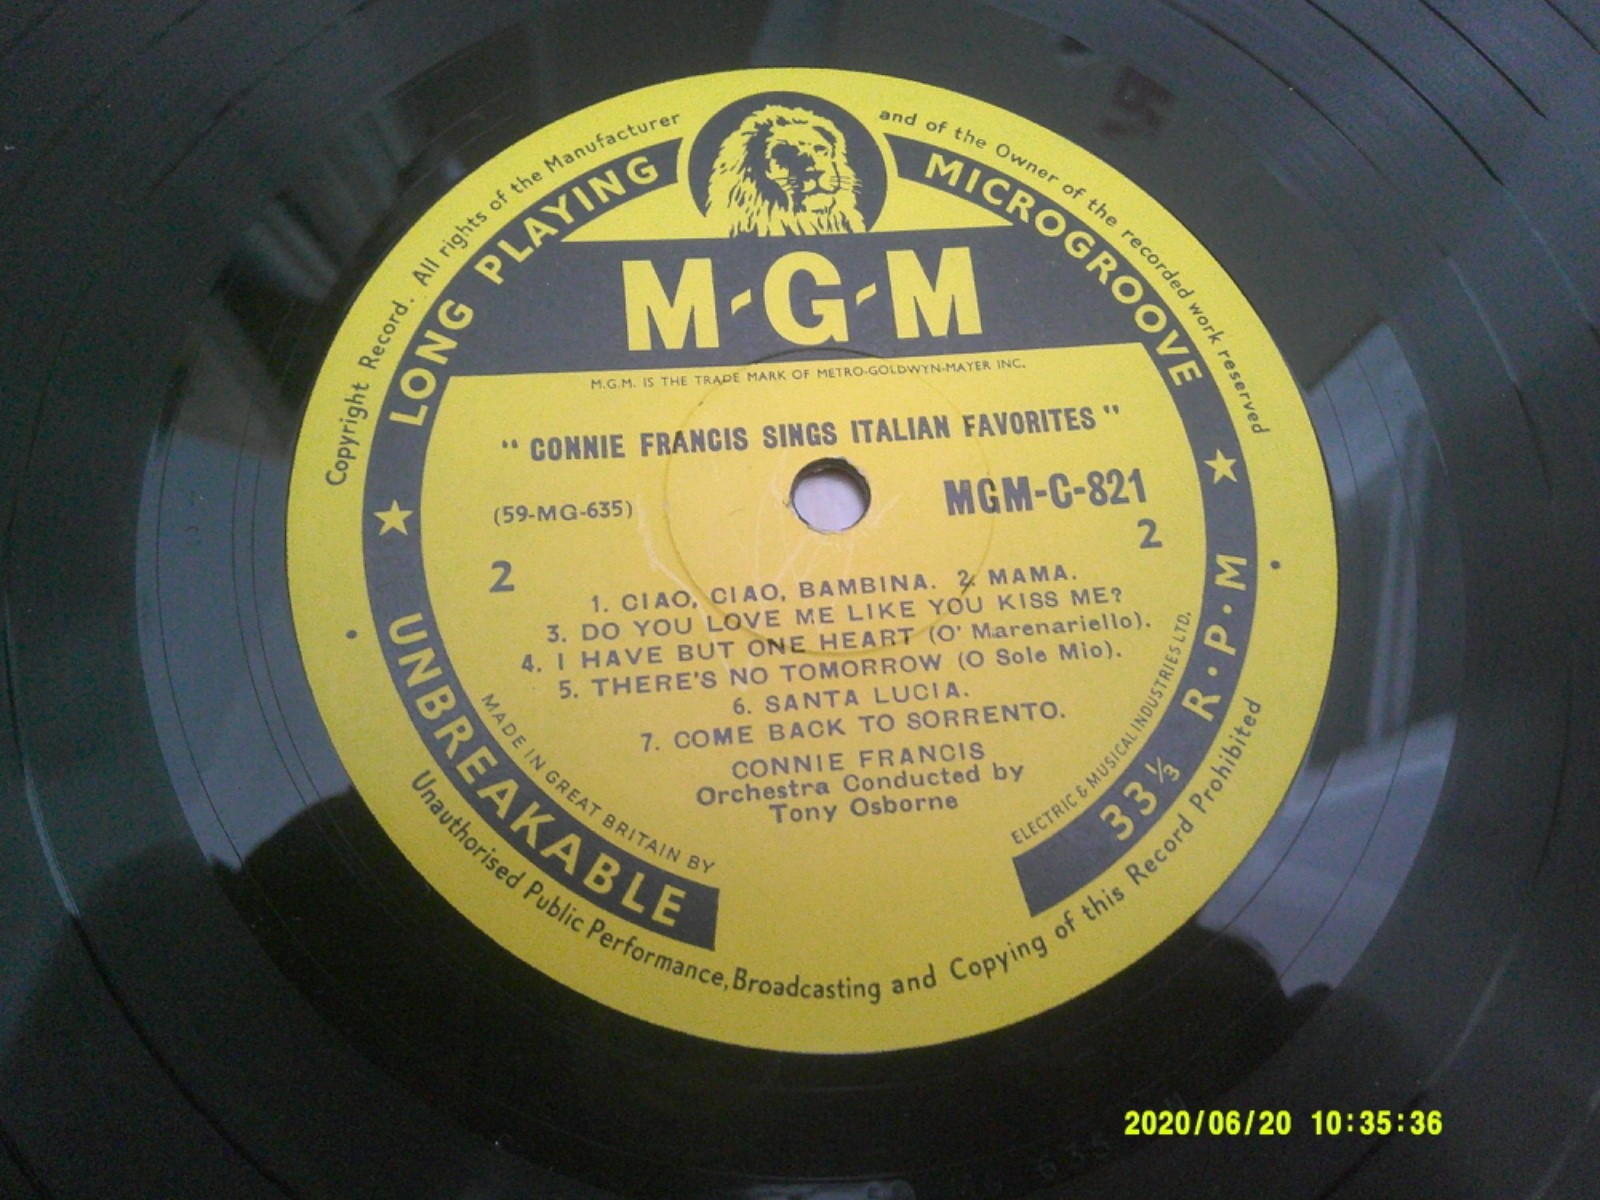 Copyright Record. All rights of the Manufacturer and of the Owner of the recorded work reserved
LONG PLAYING
MICROGROOVE
M-G-M
M.G.M. IS THE TRADE MARK OF METRO-GOLDWYN-MAYER INC.
"CONNIE FRANCIS SINGS ITALIAN FAVORITES"
(59-MG-635)
MGM-C-821
2
2
1. CIAO, CIAO, BAMBINA. 2. MAMA.
3. DO YOU LOVE ME LIKE YOU KISS ME?
4. I HAVE BUT ONE HEART (O' Marenariello).
5. THERE'S NO TOMORROW (O Sole Mio).
6. SANTA LUCIA.
7. COME BACK TO SORRENTO.
CONNIE FRANCIS
Orchestra Conducted by
Tony Osborne
MADE IN GREAT BRITAIN BY
ELECTRIC & MUSICAL INDUSTRIES LTD.
UNBREAKABLE
33⅓ R·P·M
Unauthorised Public Performance, Broadcasting and Copying of this Record Prohibited
2020/06/20 10:35:36